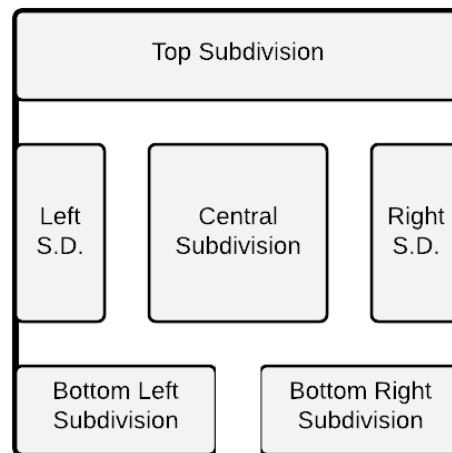 Top Subdivision
Left
S.D.
Central
Subdivision
Right
S.D.
Bottom Left
Subdivision
Bottom Right
Subdivision